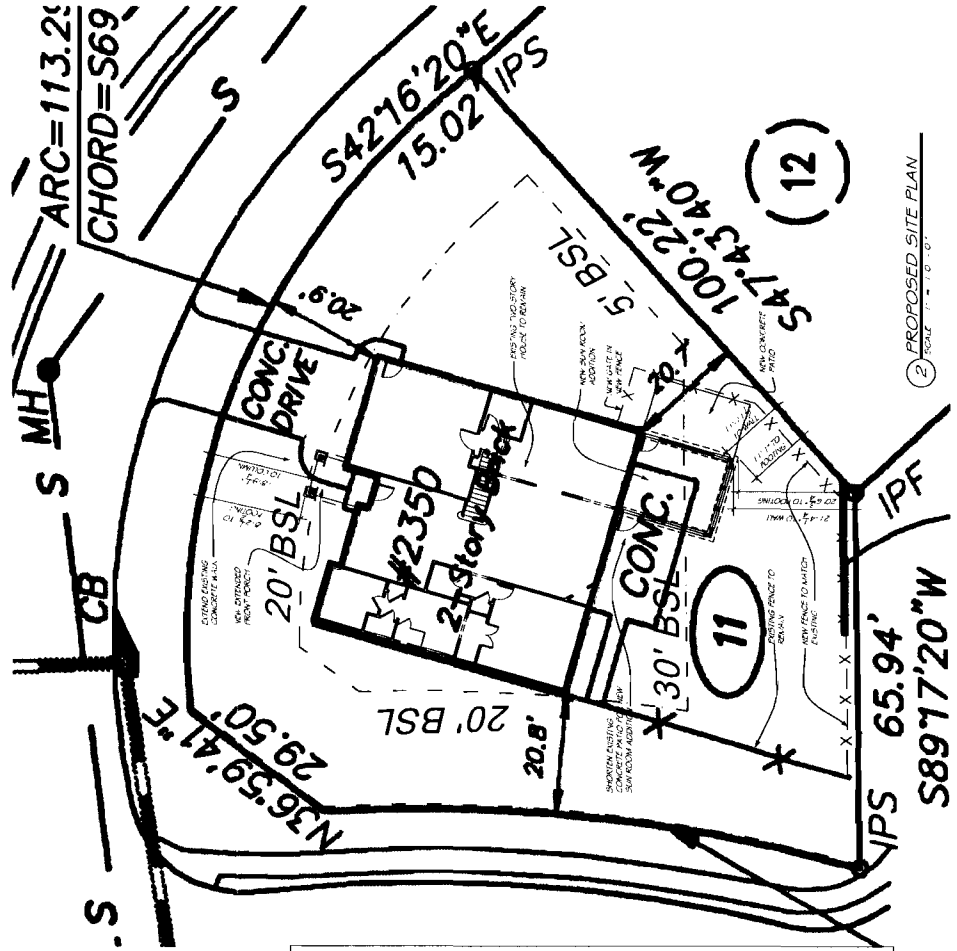 ARC=113.29
CHORD=S69
S
MH
S
CB
S
S42°16'20"E
15.02'
IPS
20.9'
CONC.
DRIVE
20' BSL
EXTEND EXISTING
CONCRETE WALK
NEW EXTENDED
FRONT PORCH
#2350
2-Story Brick
EXISTING TWO-STORY
HOUSE TO REMAIN
NEW SUN ROOM
ADDITION
NEW GATE IN
NEW FENCE
5' BSL
100.22'
S47°43'40"W
12
20.7
NEW CONCRETE
PATIO
2 PROPOSED SITE PLAN
N36°59'41"E
29.50'
20' BSL
20.8'
CONC.
30' BSL
11
SHORTEN EXISTING
CONCRETE PATIO FOR NEW
SUN ROOM ADDITION
EXISTING FENCE TO
REMAIN
NEW FENCE TO MATCH
EXISTING
IPF
65.94'
S89°17'20"W
IPS